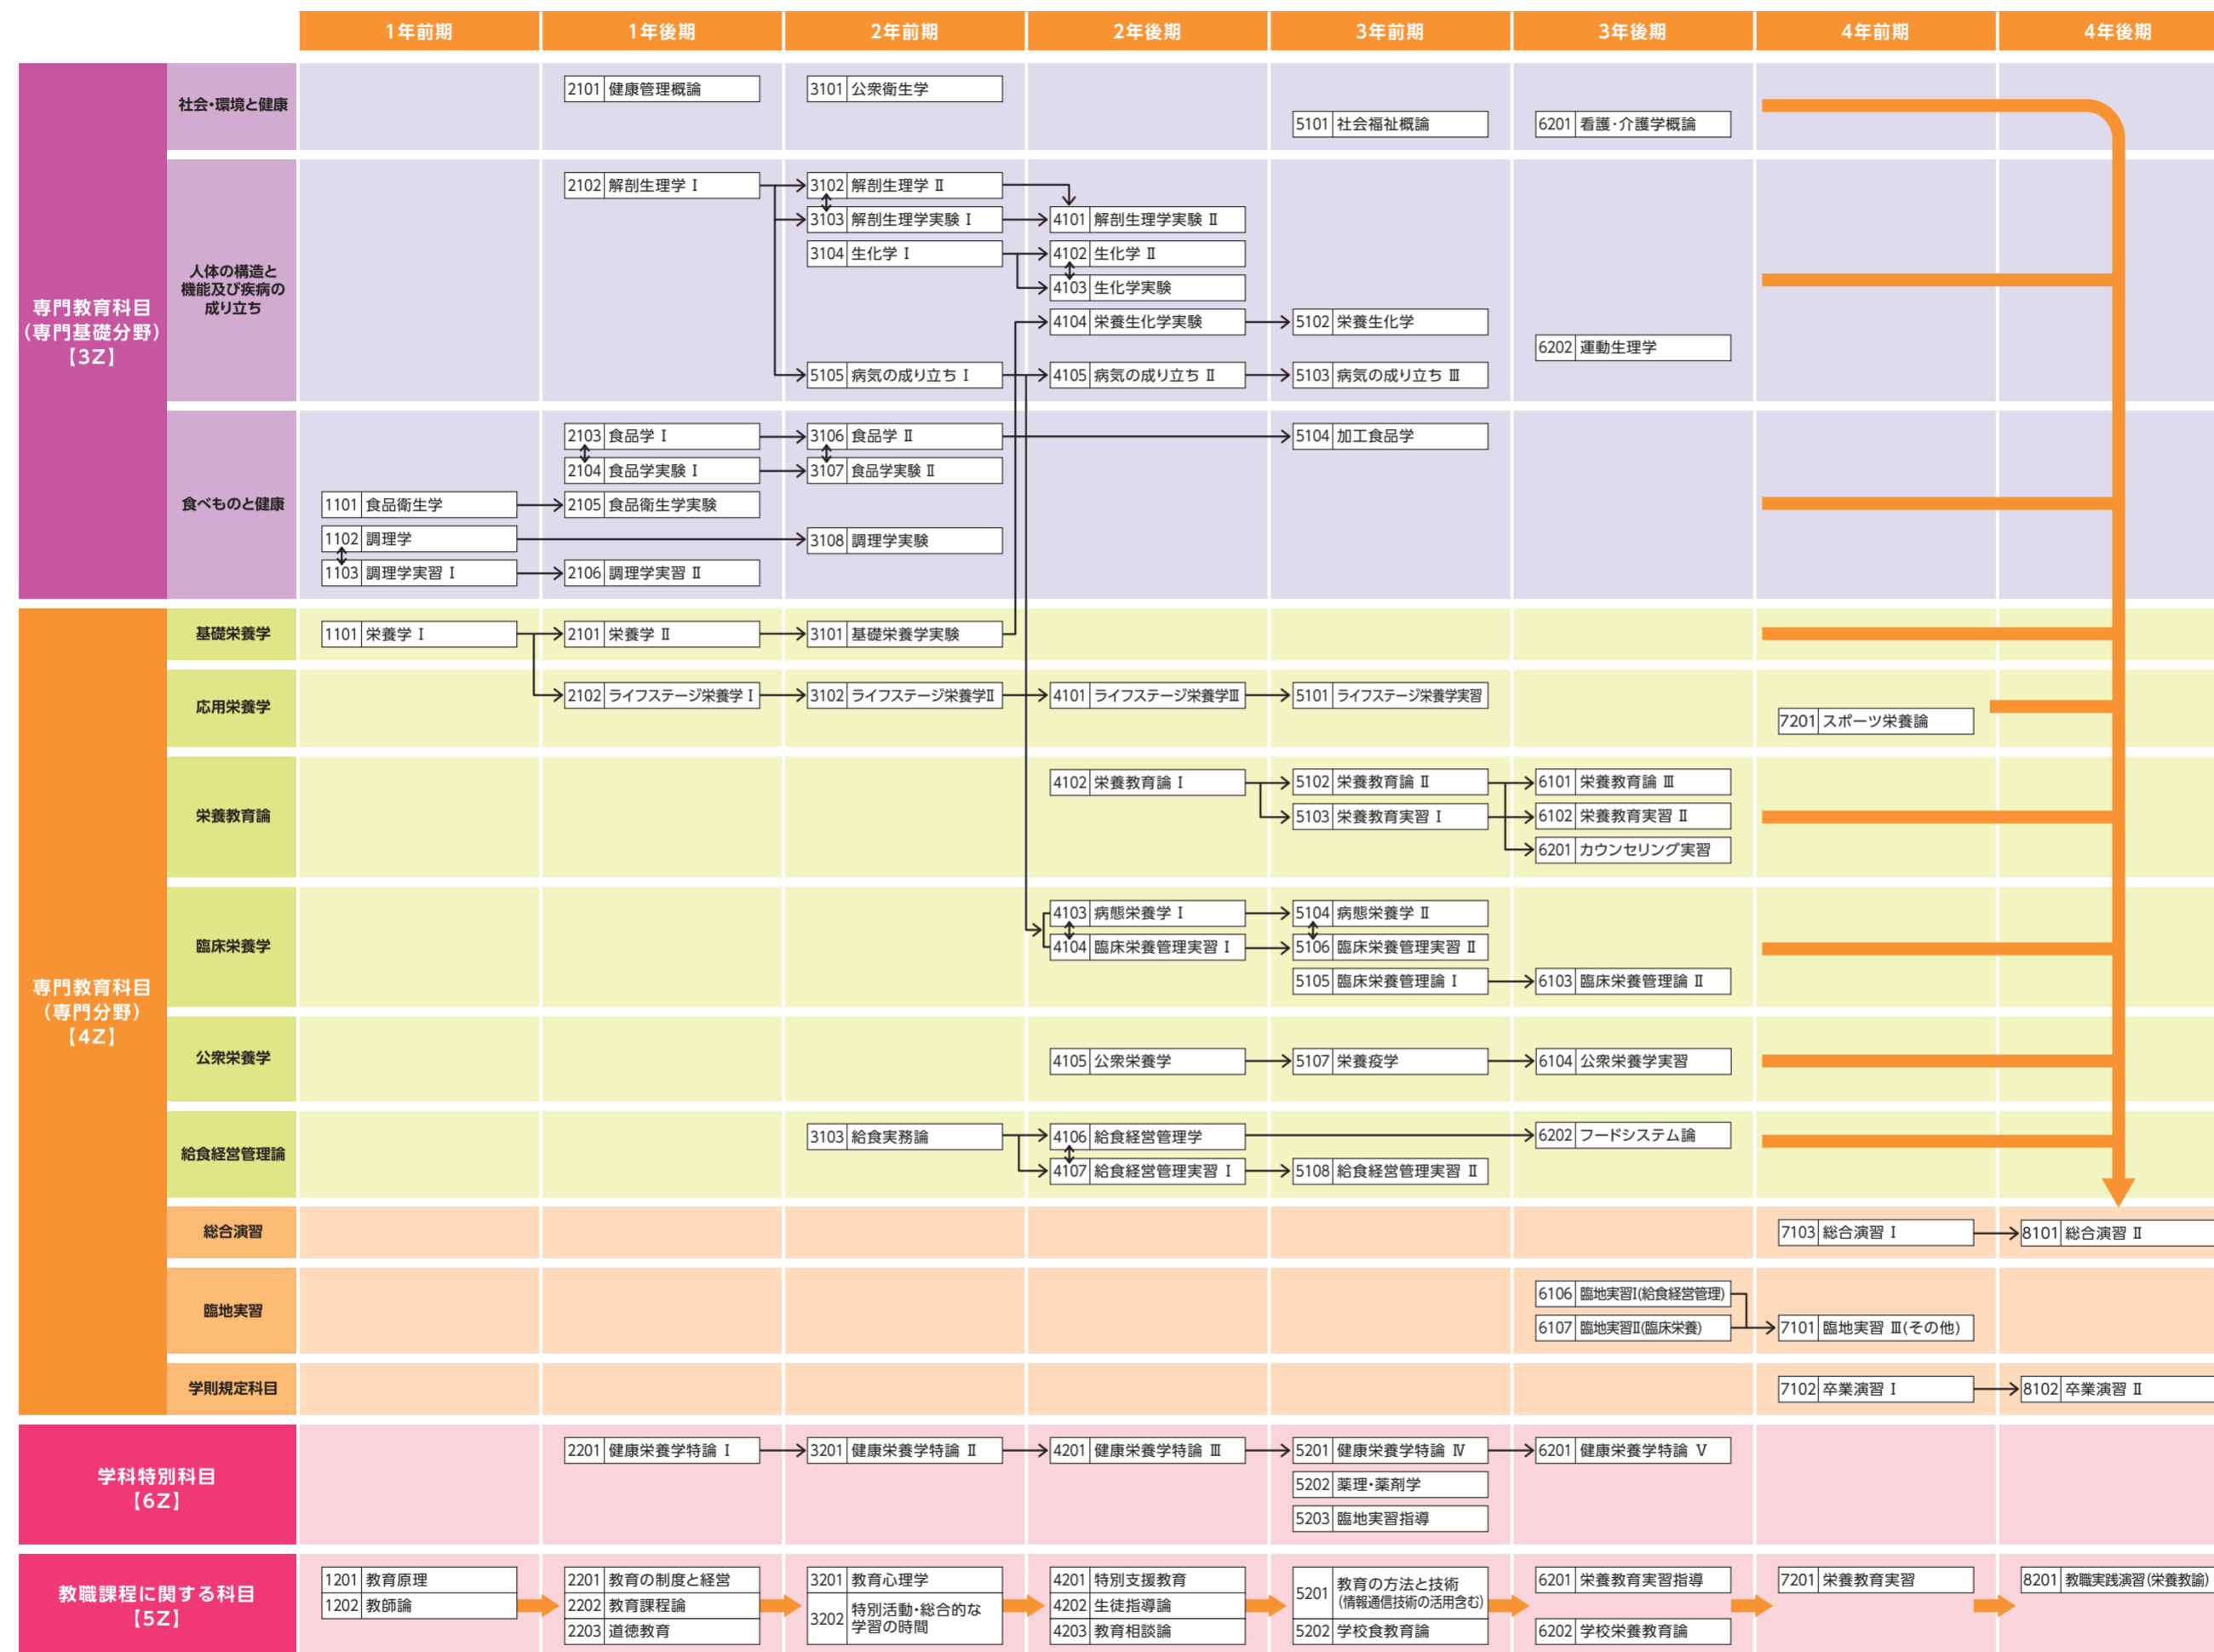 1年前期
1年後期
2年前期
2年後期
3年前期
3年後期
4年前期
4年後期
専門教育科目
（専門基礎分野）
【3Z】
社会・環境と健康
2101 健康管理概論
3101 公衆衛生学
5101 社会福祉概論
6201 看護・介護学概論
人体の構造と
機能及び疾病の
成り立ち
2102 解剖生理学 Ⅰ
3102 解剖生理学 Ⅱ
3103 解剖生理学実験 Ⅰ
4101 解剖生理学実験 Ⅱ
3104 生化学 Ⅰ
4102 生化学 Ⅱ
4103 生化学実験
4104 栄養生化学実験
5102 栄養生化学
6202 運動生理学
5105 病気の成り立ち Ⅰ
4105 病気の成り立ち Ⅱ
5103 病気の成り立ち Ⅲ
食べものと健康
2103 食品学 Ⅰ
3106 食品学 Ⅱ
5104 加工食品学
2104 食品学実験 Ⅰ
3107 食品学実験 Ⅱ
1101 食品衛生学
2105 食品衛生学実験
1102 調理学
3108 調理学実験
1103 調理学実習 Ⅰ
2106 調理学実習 Ⅱ
専門教育科目
（専門分野）
【4Z】
基礎栄養学
1101 栄養学 Ⅰ
2101 栄養学 Ⅱ
3101 基礎栄養学実験
応用栄養学
2102 ライフステージ栄養学 Ⅰ
3102 ライフステージ栄養学Ⅱ
4101 ライフステージ栄養学Ⅲ
5101 ライフステージ栄養学実習
7201 スポーツ栄養論
栄養教育論
4102 栄養教育論 Ⅰ
5102 栄養教育論 Ⅱ
6101 栄養教育論 Ⅲ
5103 栄養教育実習 Ⅰ
6102 栄養教育実習 Ⅱ
6201 カウンセリング実習
臨床栄養学
4103 病態栄養学 Ⅰ
5104 病態栄養学 Ⅱ
4104 臨床栄養管理実習 Ⅰ
5106 臨床栄養管理実習 Ⅱ
5105 臨床栄養管理論 Ⅰ
6103 臨床栄養管理論 Ⅱ
公衆栄養学
4105 公衆栄養学
5107 栄養疫学
6104 公衆栄養学実習
給食経営管理論
3103 給食実務論
4106 給食経営管理学
6202 フードシステム論
4107 給食経営管理実習 Ⅰ
5108 給食経営管理実習 Ⅱ
総合演習
7103 総合演習 Ⅰ
8101 総合演習 Ⅱ
臨地実習
6106 臨地実習Ⅰ(給食経営管理)
6107 臨地実習Ⅱ(臨床栄養)
7101 臨地実習 Ⅲ(その他)
学則規定科目
7102 卒業演習 Ⅰ
8102 卒業演習 Ⅱ
学科特別科目
【6Z】
2201 健康栄養学特論 Ⅰ
3201 健康栄養学特論 Ⅱ
4201 健康栄養学特論 Ⅲ
5201 健康栄養学特論 Ⅳ
6201 健康栄養学特論 Ⅴ
5202 薬理・薬剤学
5203 臨地実習指導
教職課程に関する科目
【5Z】
1201 教育原理
1202 教師論
2201 教育の制度と経営
2202 教育課程論
2203 道徳教育
3201 教育心理学
3202 特別活動・総合的な
学習の時間
4201 特別支援教育
4202 生徒指導論
4203 教育相談論
5201 教育の方法と技術
（情報通信技術の活用含む）
5202 学校食教育論
6201 栄養教育実習指導
6202 学校栄養教育論
7201 栄養教育実習
8201 教職実践演習(栄養教諭)